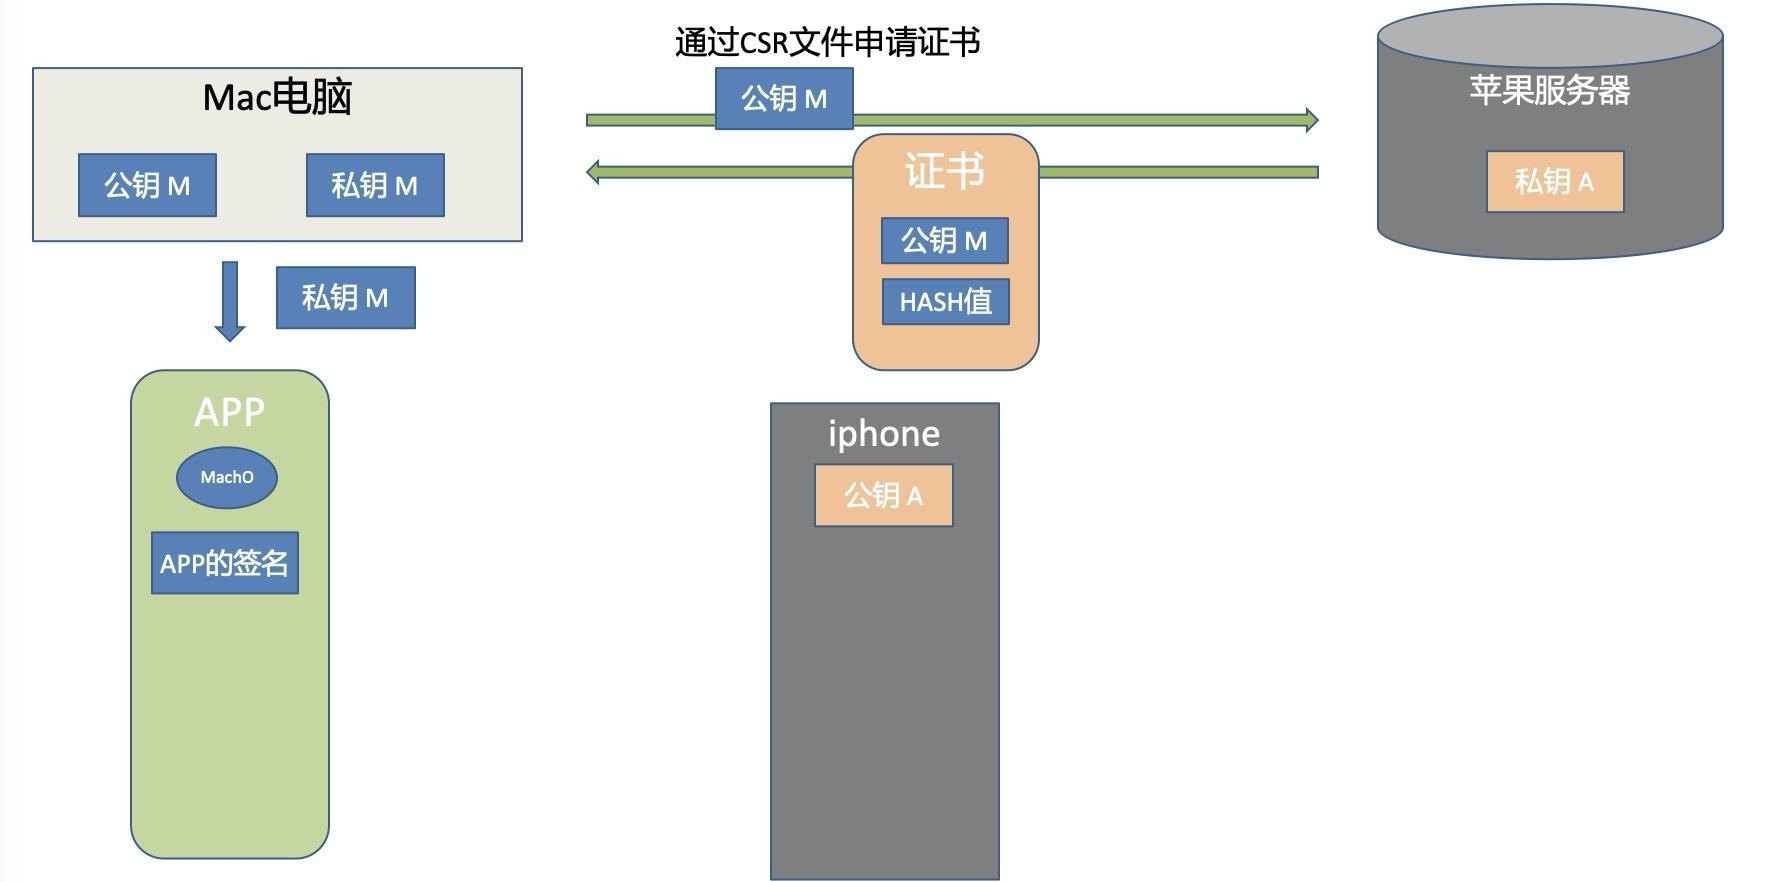 通过CSR文件申请证书
Mac电脑
公钥 M
私钥 M
公钥 M
苹果服务器
私钥 A
证书
公钥 M
HASH值
私钥 M
APP
MachO
APP的签名
iphone
公钥 A